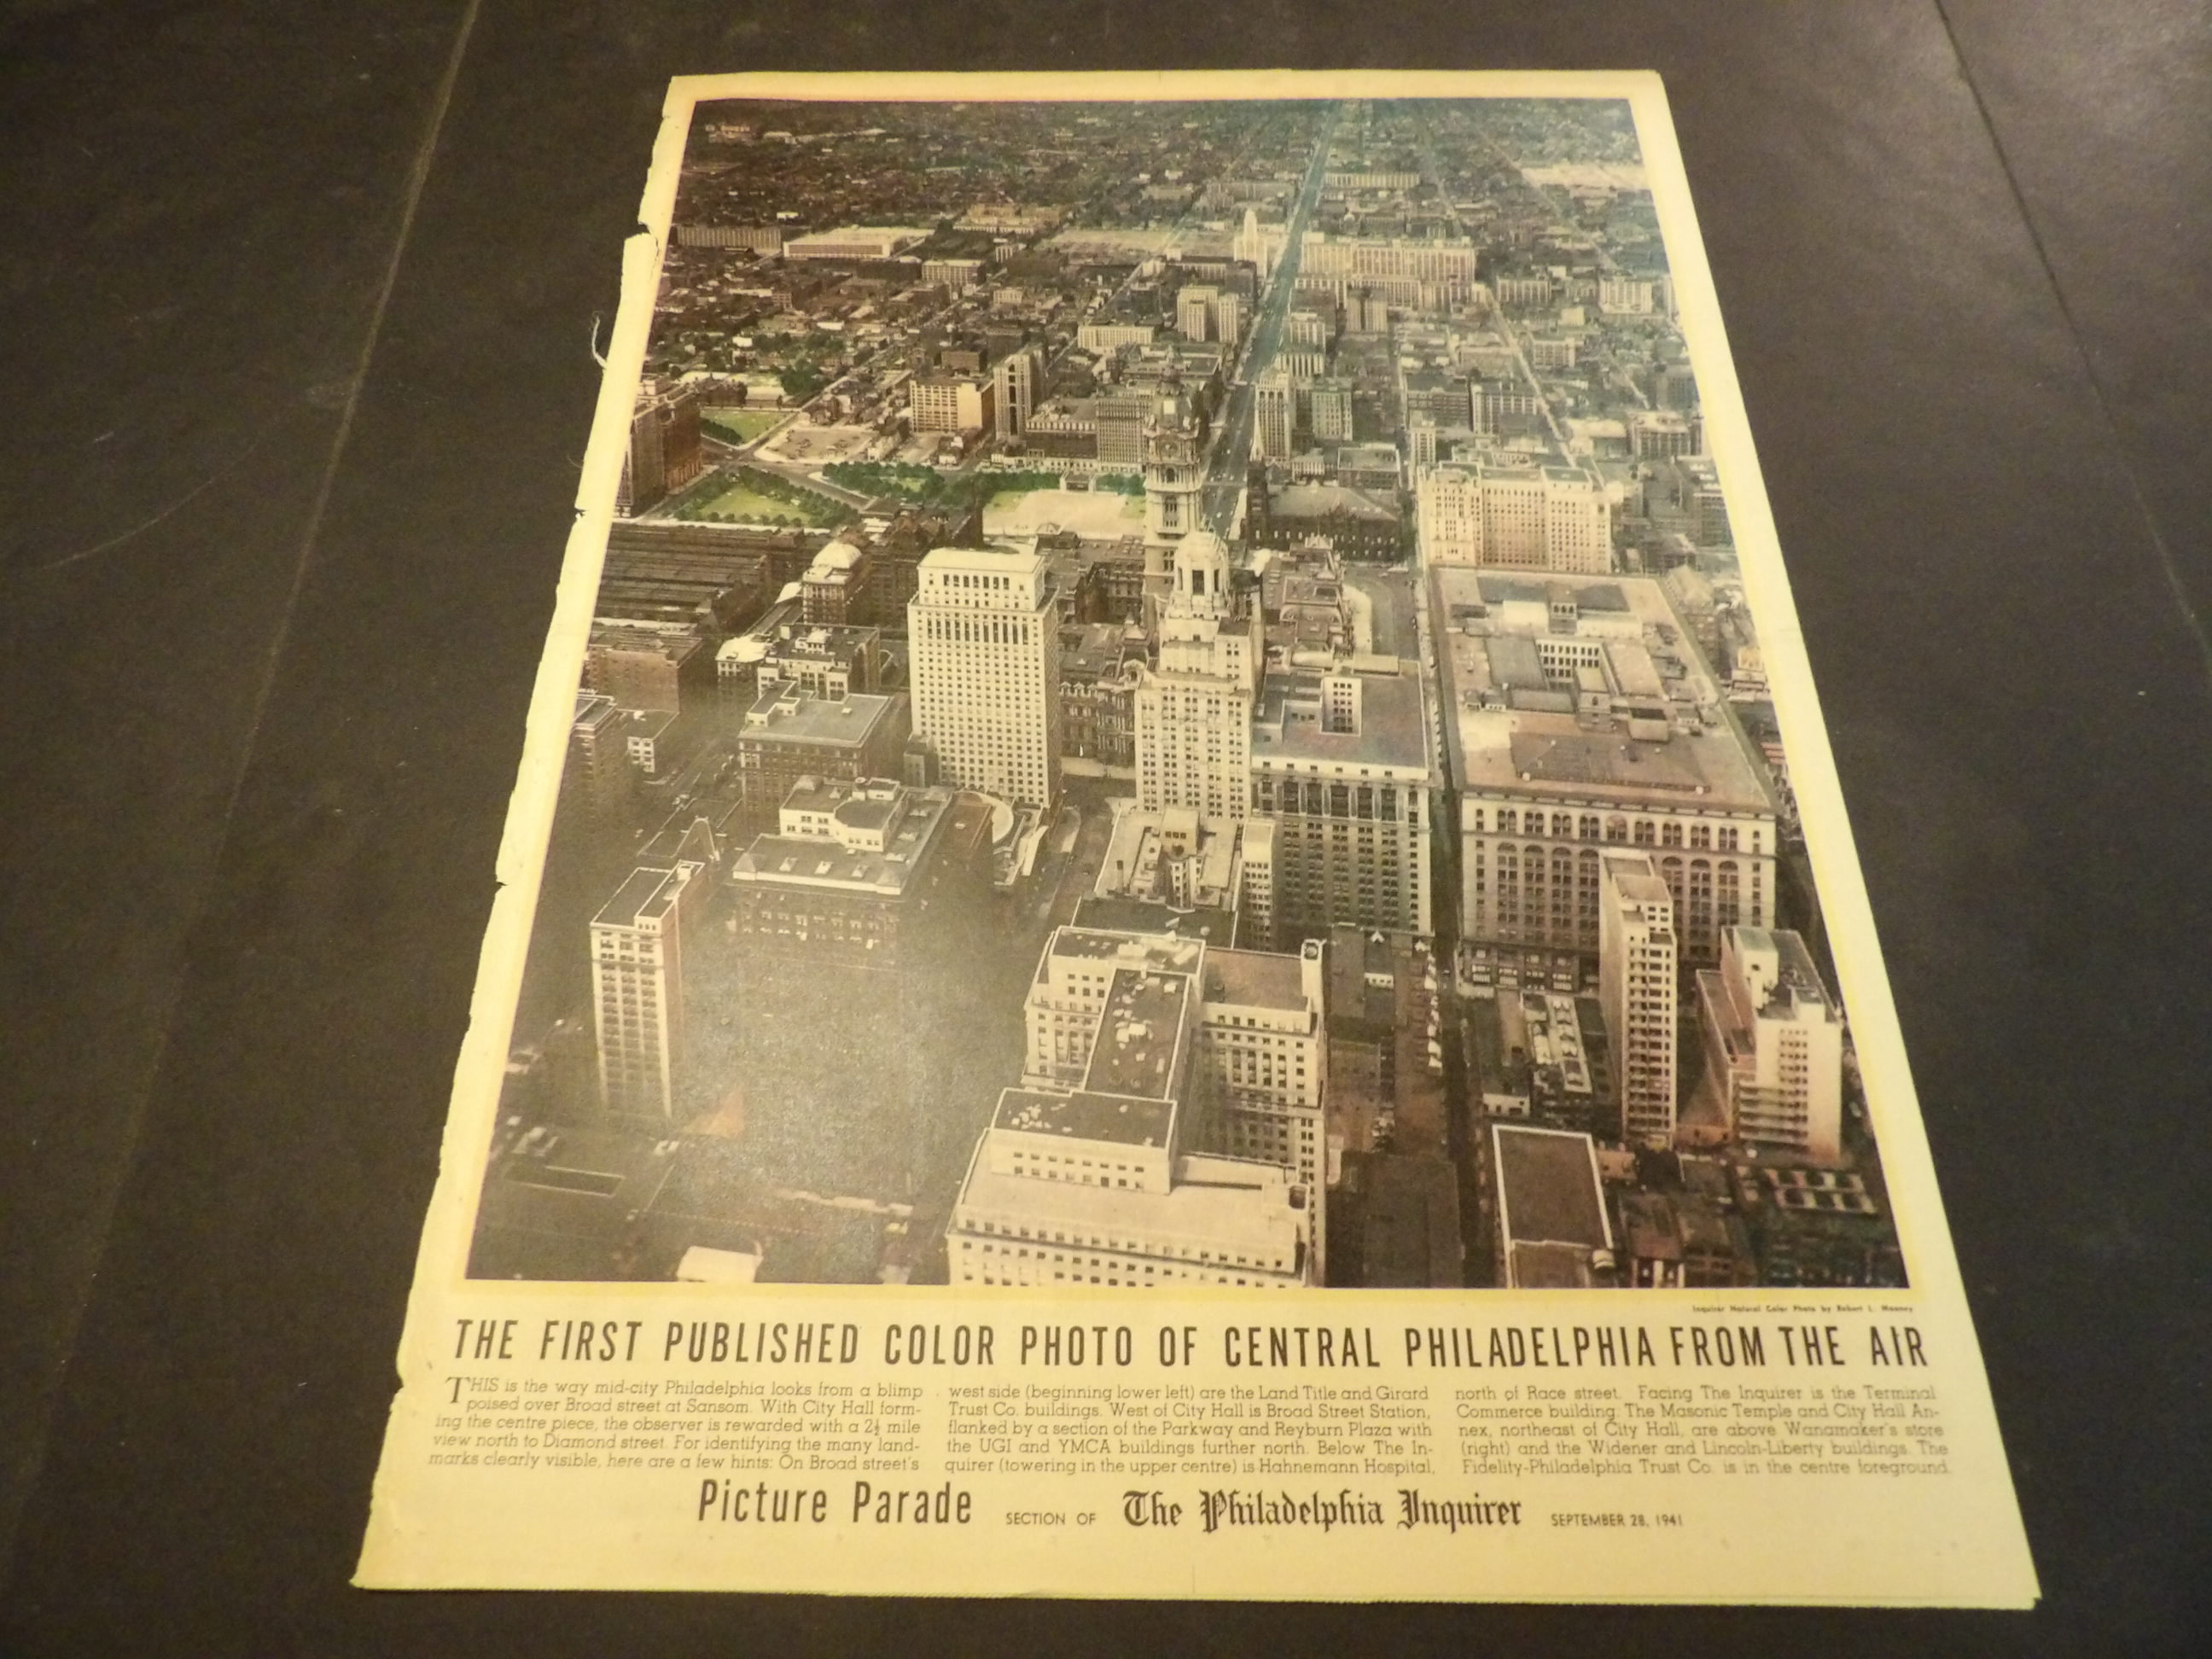 Inquirer Natural Color Photo by Robert L. Mooney
THE FIRST PUBLISHED COLOR PHOTO OF CENTRAL PHILADELPHIA FROM THE AIR
THIS is the way mid-city Philadelphia looks from a blimp
poised over Broad street at Sansom. With City Hall form-
ing the centre piece, the observer is rewarded with a 2½ mile
view north to Diamond street. For identifying the many land-
marks clearly visible, here are a few hints: On Broad street's
west side (beginning lower left) are the Land Title and Girard
Trust Co. buildings. West of City Hall is Broad Street Station,
flanked by a section of the Parkway and Reyburn Plaza with
the UGI and YMCA buildings further north. Below The In-
quirer (towering in the upper centre) is Hahnemann Hospital,
north of Race street. Facing The Inquirer is the Terminal
Commerce building. The Masonic Temple and City Hall An-
nex, northeast of City Hall, are above Wanamaker's store
(right) and the Widener and Lincoln-Liberty buildings. The
Fidelity-Philadelphia Trust Co. is in the centre foreground.
Picture Parade SECTION OF The Philadelphia Inquirer SEPTEMBER 28, 1941